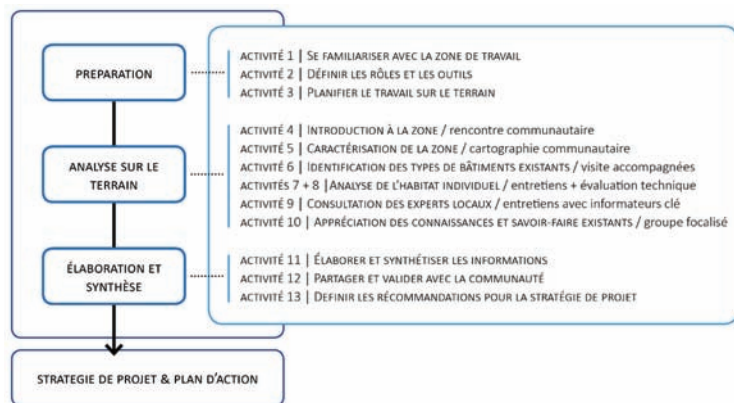 PREPARATION
ACTIVITÉ 1 | SE FAMILIARISER AVEC LA ZONE DE TRAVAIL
ACTIVITÉ 2 | DÉFINIR LES RÔLES ET LES OUTILS
ACTIVITÉ 3 | PLANIFIER LE TRAVAIL SUR LE TERRAIN
ANALYSE SUR LE
TERRAIN
ACTIVITÉ 4 | INTRODUCTION À LA ZONE / rencontre communautaire
ACTIVITÉ 5 | CARACTÉRISATION DE LA ZONE / cartographie communautaire
ACTIVITÉ 6 | IDENTIFICATION DES TYPES DE BÂTIMENTS EXISTANTS / visite accompagnées
ACTIVITÉS 7 + 8 | ANALYSE DE L'HABITAT INDIVIDUEL / entretiens + évaluation technique
ACTIVITÉ 9 | CONSULTATION DES EXPERTS LOCAUX / entretiens avec informateurs clé
ACTIVITÉ 10 | APPRÉCIATION DES CONNAISSANCES ET SAVOIR-FAIRE EXISTANTS / groupe focalisé
ÉLABORATION ET
SYNTHÈSE
ACTIVITÉ 11 | ÉLABORER ET SYNTHÉTISER LES INFORMATIONS
ACTIVITÉ 12 | PARTAGER ET VALIDER AVEC LA COMMUNAUTÉ
ACTIVITÉ 13 | DEFINIR LES RÉCOMMANDATIONS POUR LA STRATÉGIE DE PROJET
STRATEGIE DE PROJET & PLAN D'ACTION